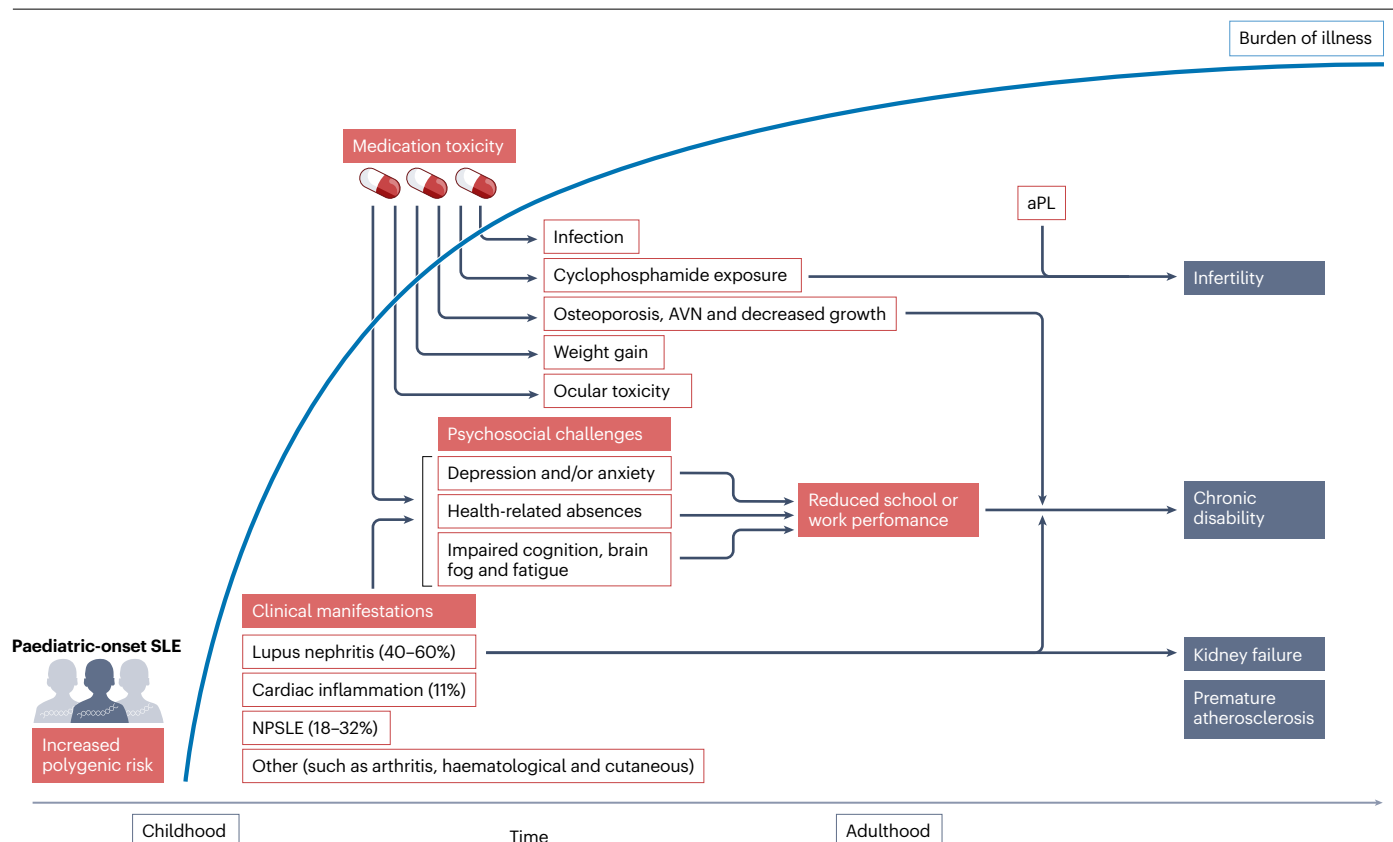 Burden of illness
Medication toxicity
Infection
Cyclophosphamide exposure
Osteoporosis, AVN and decreased growth
Weight gain
Ocular toxicity
aPL
Infertility
Psychosocial challenges
Depression and/or anxiety
Health-related absences
Impaired cognition, brain
fog and fatigue
Reduced school or
work perfomance
Chronic
disability
Clinical manifestations
Lupus nephritis (40–60%)
Cardiac inflammation (11%)
NPSLE (18–32%)
Other (such as arthritis, haematological and cutaneous)
Kidney failure
Premature
atherosclerosis
Paediatric-onset SLE
Increased
polygenic risk
Childhood
Time
Adulthood